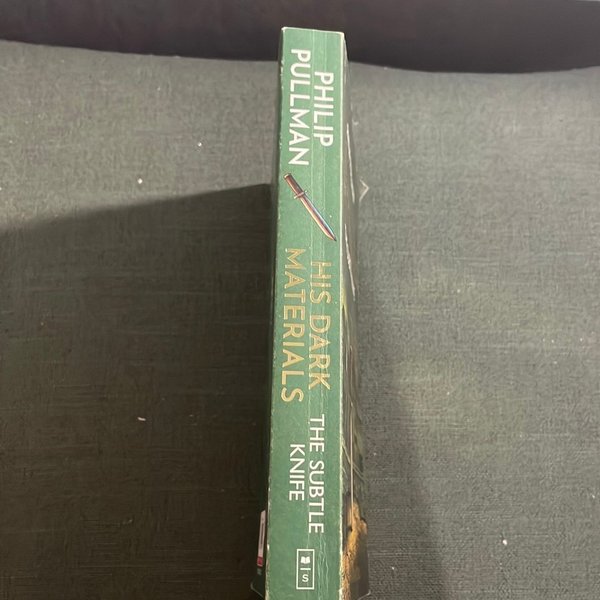 PHILIP
PULLMAN
HIS DARK
MATERIALS
THE SUBTLE
KNIFE
S